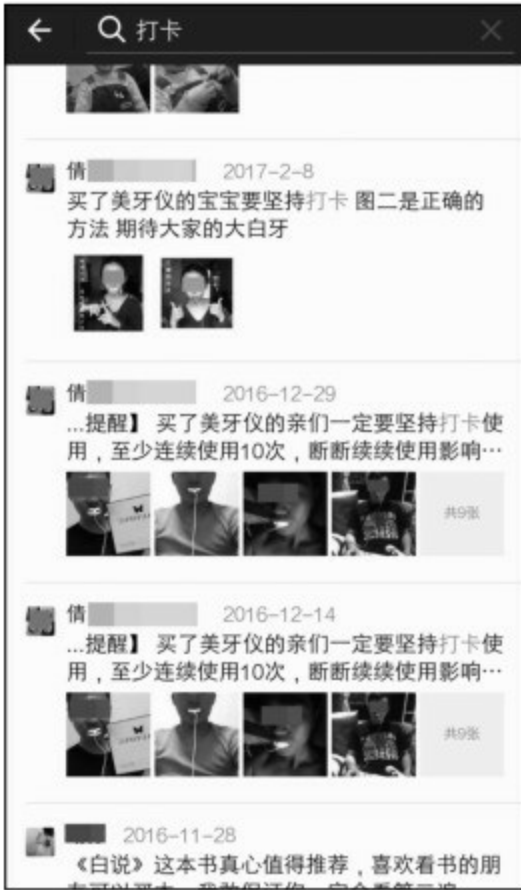 打卡
倩 2017-2-8
买了美牙仪的宝宝要坚持打卡 图二是正确的
方法 期待大家的大白牙
倩 2016-12-29
...提醒】 买了美牙仪的亲们一定要坚持打卡使
用，至少连续使用10次，断断续续使用影响…
共9张
倩 2016-12-14
...提醒】 买了美牙仪的亲们一定要坚持打卡使
用，至少连续使用10次，断断续续使用影响…
共9张
2016-11-28
《白说》这本书真心值得推荐，喜欢看书的朋